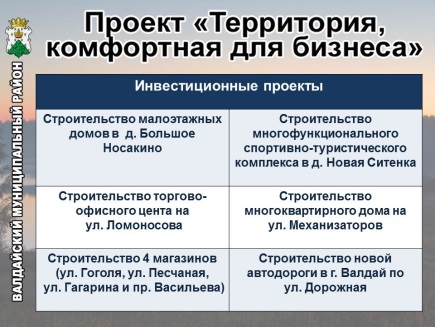 Проект «Территория,
комфортная для бизнеса»
ВАЛДАЙСКИЙ МУНИЦИПАЛЬНЫЙ РАЙОН
Инвестиционные проекты
Строительство малоэтажных
домов в д. Большое
Носакино
Строительство
многофункционального
спортивно-туристического
комплекса в д. Новая Ситенка
Строительство торгово-
офисного цента на
ул. Ломоносова
Строительство
многоквартирного дома на
ул. Механизаторов
Строительство 4 магазинов
(ул. Гоголя, ул. Песчаная,
ул. Гагарина и пр. Васильева)
Строительство новой
автодороги в г. Валдай по
ул. Дорожная